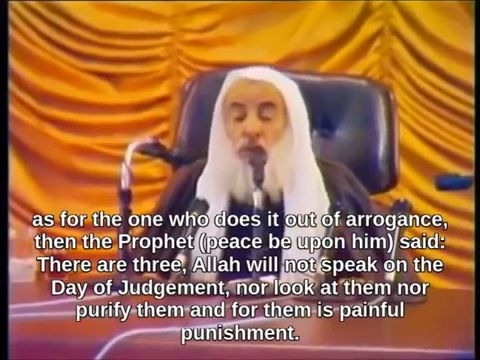 as for the one who does it out of arrogance,
then the Prophet (peace be upon him) said:
There are three, Allah will not speak on the
Day of Judgement, nor look at them nor
purify them and for them is painful
punishment.